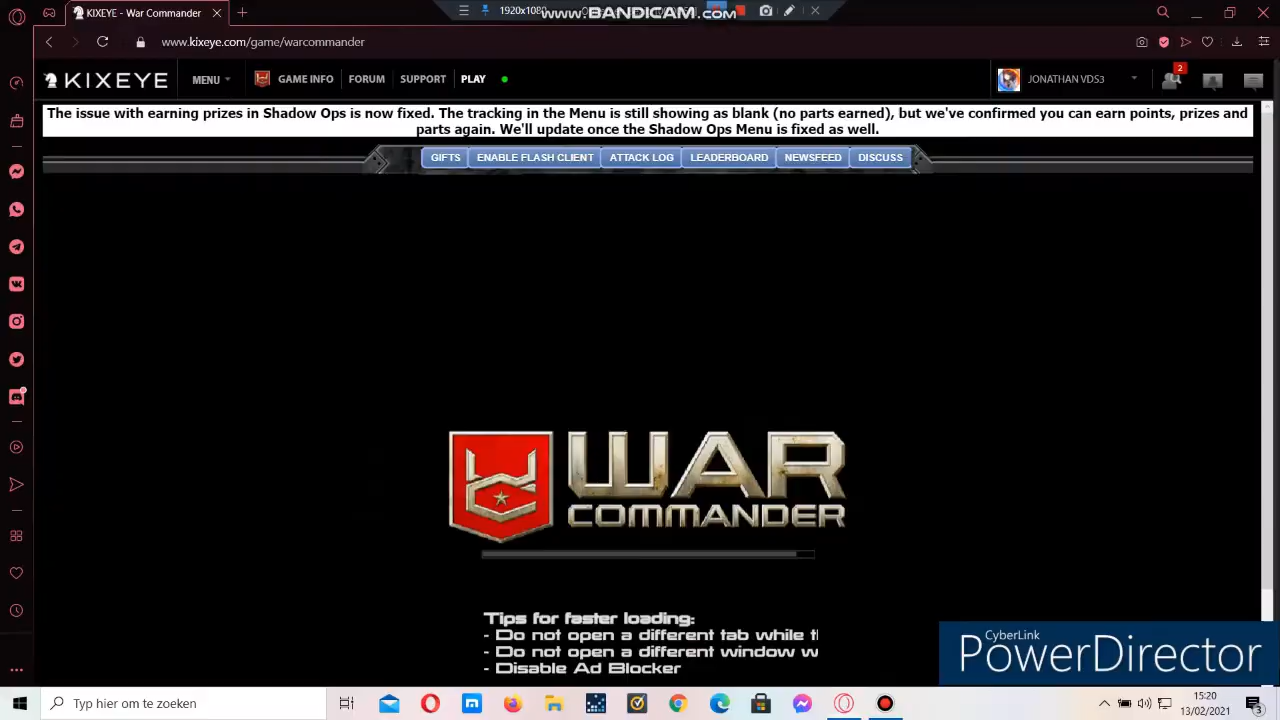 KIXEYE - War Commander
1920x1080
www.BANDICAM.com
www.kixeye.com/game/warcommander
KIXEYE
MENU
GAME INFO
FORUM
SUPPORT
PLAY
JONATHAN VDS3
2
The issue with earning prizes in Shadow Ops is now fixed. The tracking in the Menu is still showing as blank (no parts earned), but we've confirmed you can earn points, prizes and
parts again. We'll update once the Shadow Ops Menu is fixed as well.
GIFTS
ENABLE FLASH CLIENT
ATTACK LOG
LEADERBOARD
NEWSFEED
DISCUSS
WAR
COMMANDER
Tips for faster loading:
- Do not open a different tab while
- Do not open a different window
- Disable Ad Blocker
CyberLink
PowerDirector
Typ hier om te zoeken
15:20
13/02/2021
3